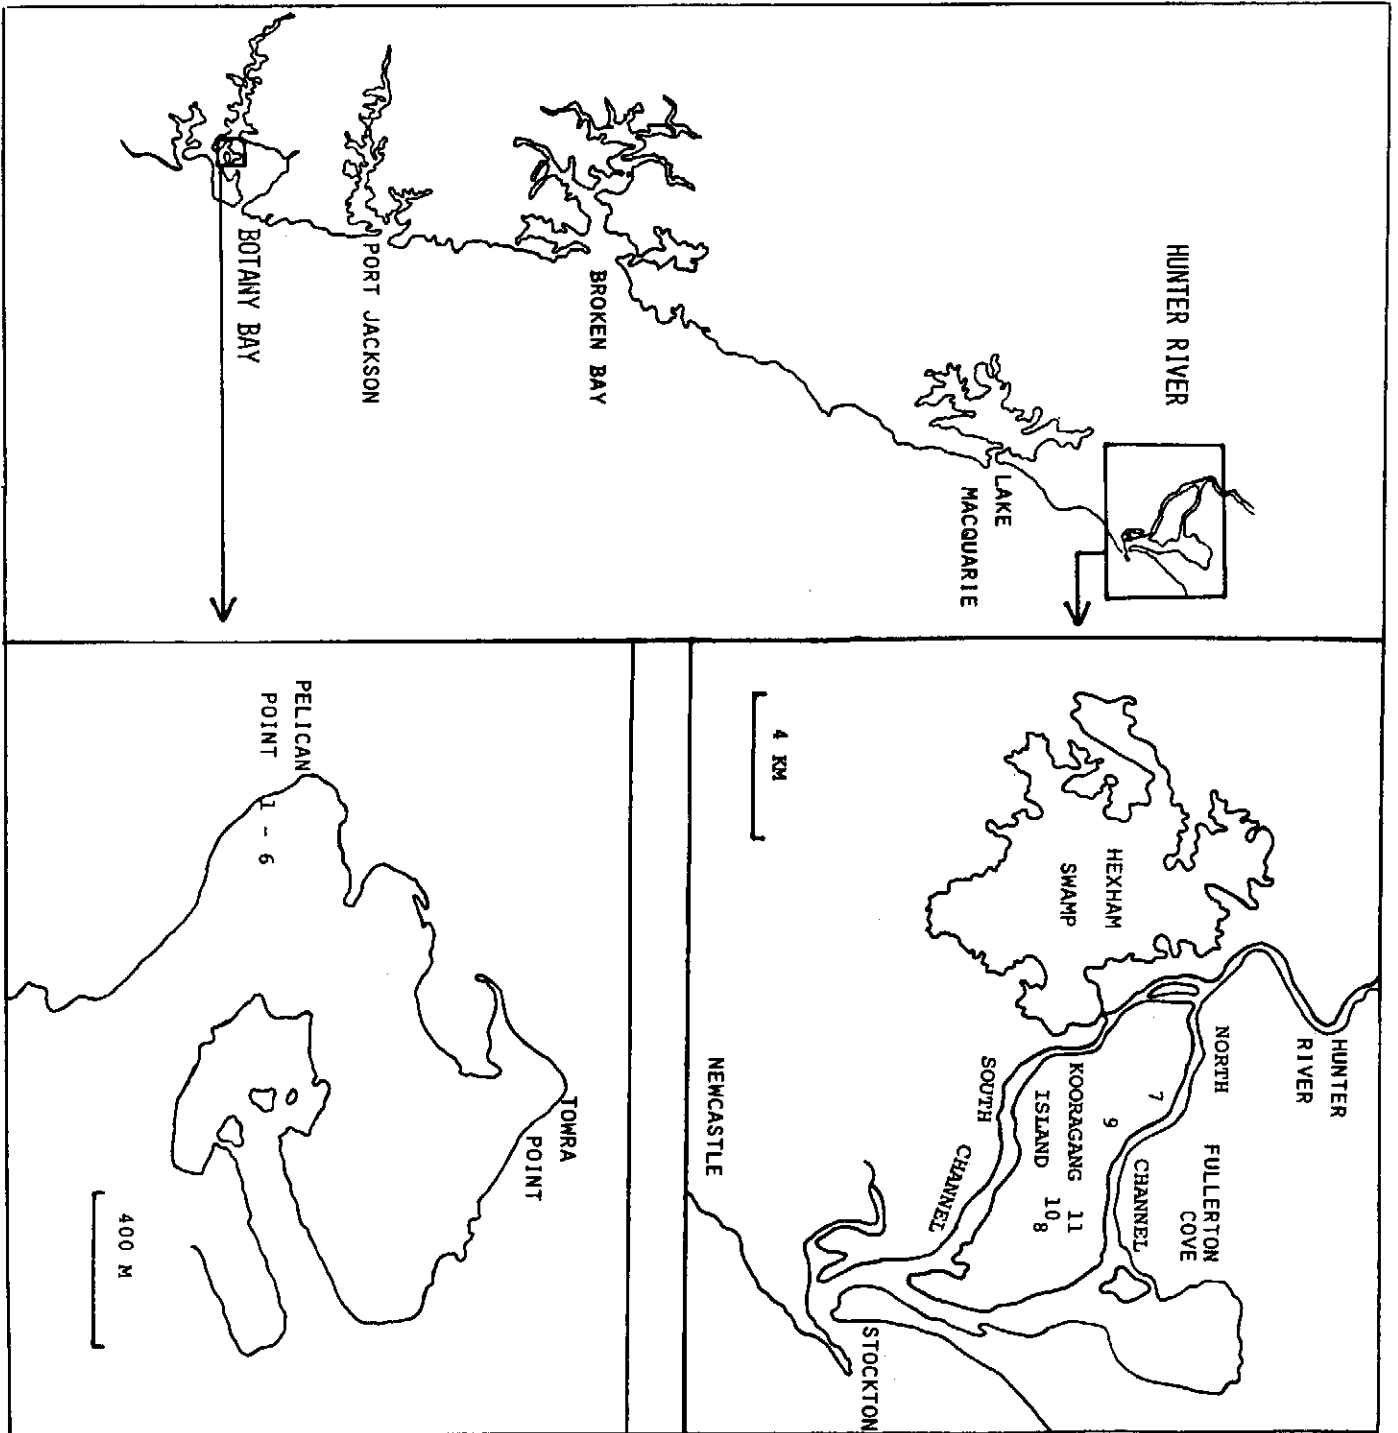 HUNTER RIVER
LAKE
MACQUARIE
BROKEN BAY
PORT JACKSON
BOTANY BAY
HUNTER
RIVER
NORTH
CHANNEL
FULLERTON
COVE
HEXHAM
SWAMP
7
9
KOORAGANG 11
ISLAND 10
8
SOUTH
CHANNEL
STOCKTON
NEWCASTLE
4 KM
TOWRA
POINT
PELICAN
POINT 1 - 6
400 M